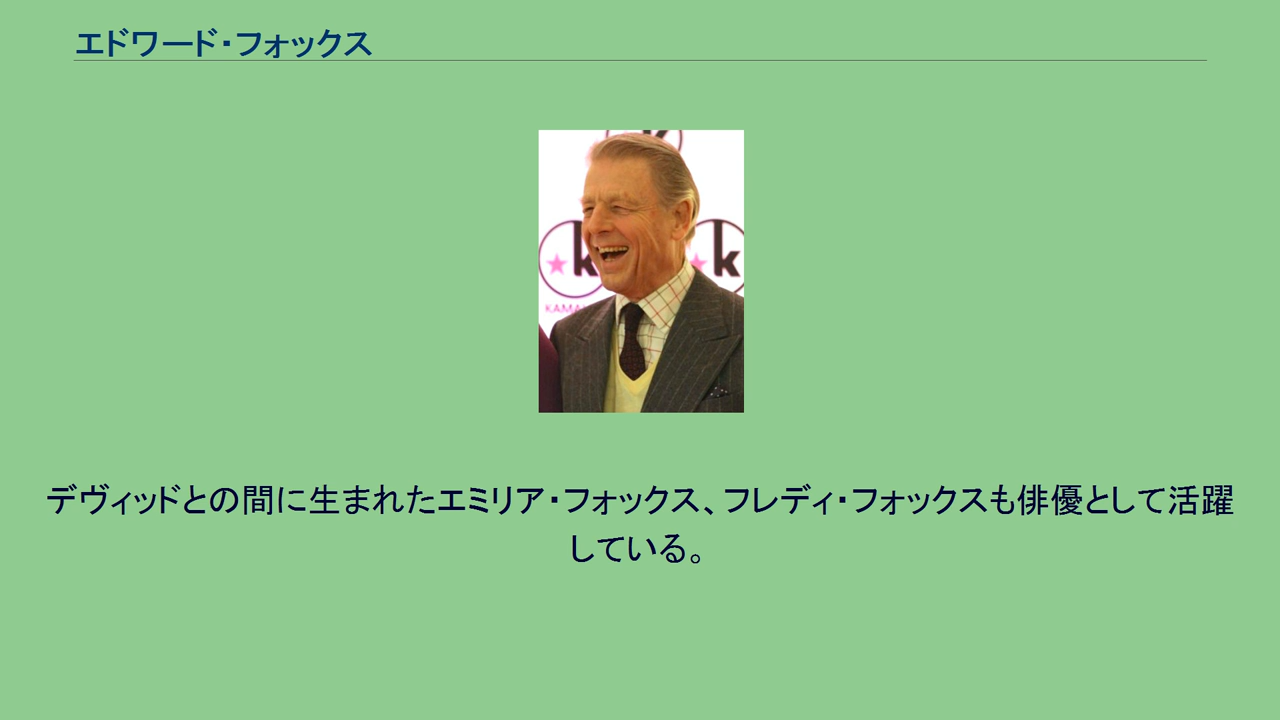 エドワード・フォックス
k
k
k
KAMA
デヴィッドとの間に生まれたエミリア・フォックス、フレディ・フォックスも俳優として活躍
している。